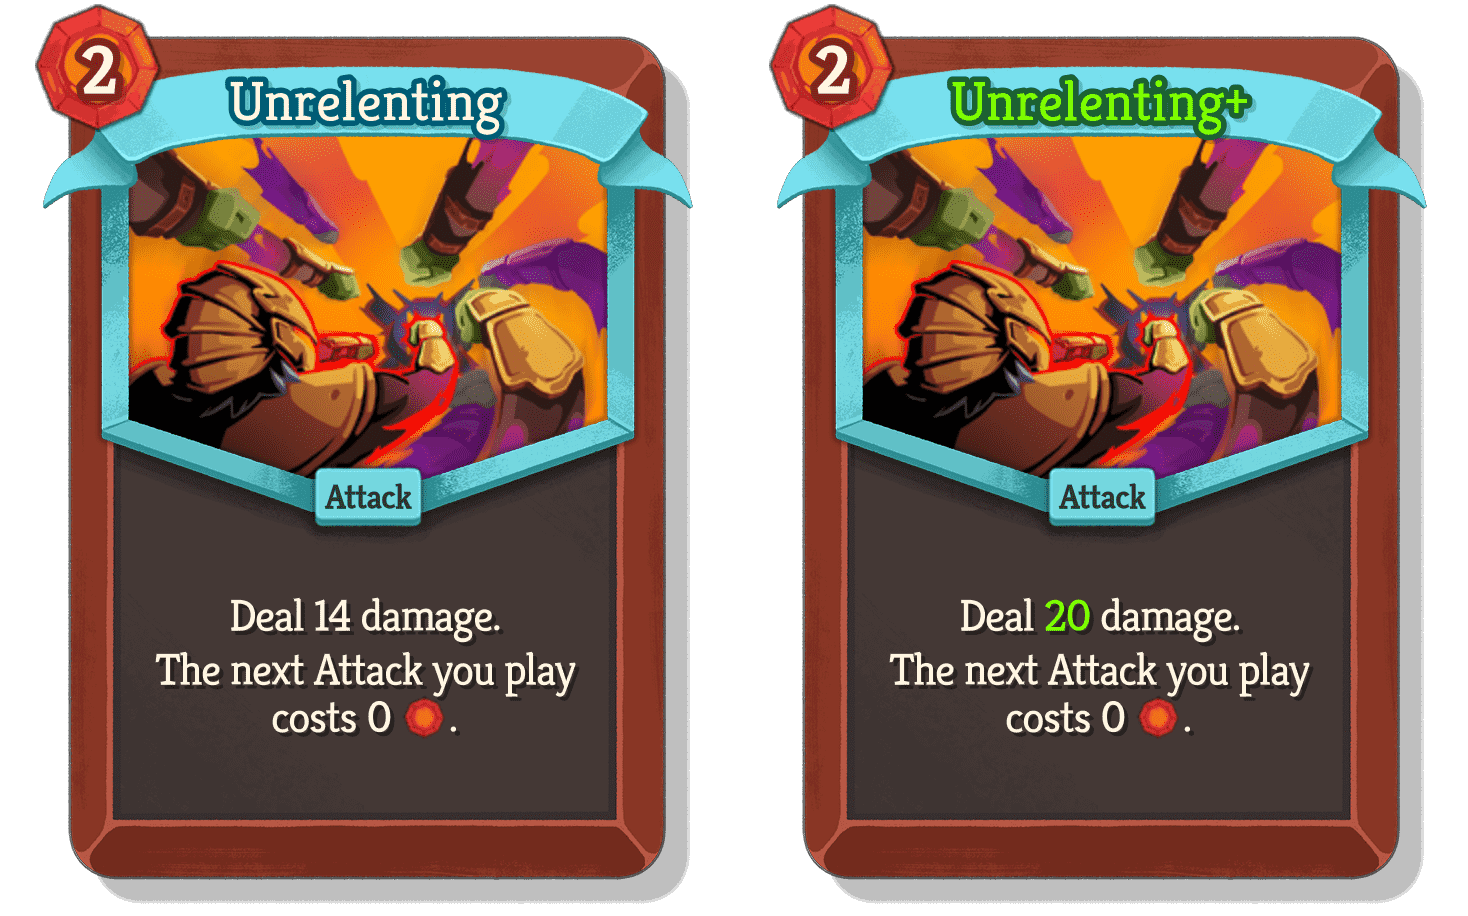 2
Unrelenting
Attack
Deal 14 damage.
The next Attack you play
costs 0 .
2
Unrelenting+
Attack
Deal 20 damage.
The next Attack you play
costs 0 .